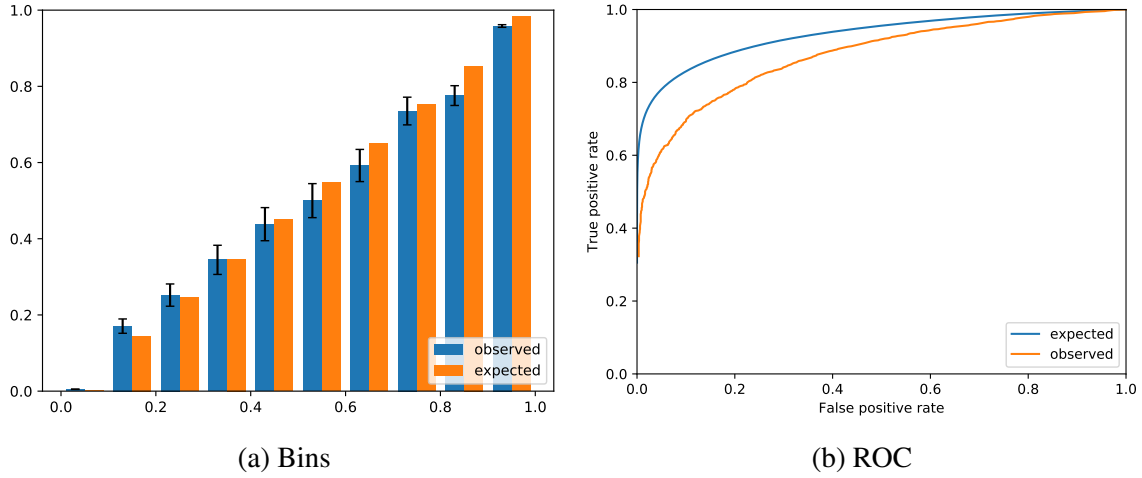 1.0
0.8
0.6
0.4
0.2
0.0
0.0 0.2 0.4 0.6 0.8 1.0
observed
expected
(a) Bins
1.0
0.8
0.6
0.4
0.2
0.0
True positive rate
0.0 0.2 0.4 0.6 0.8 1.0
False positive rate
expected
observed
(b) ROC